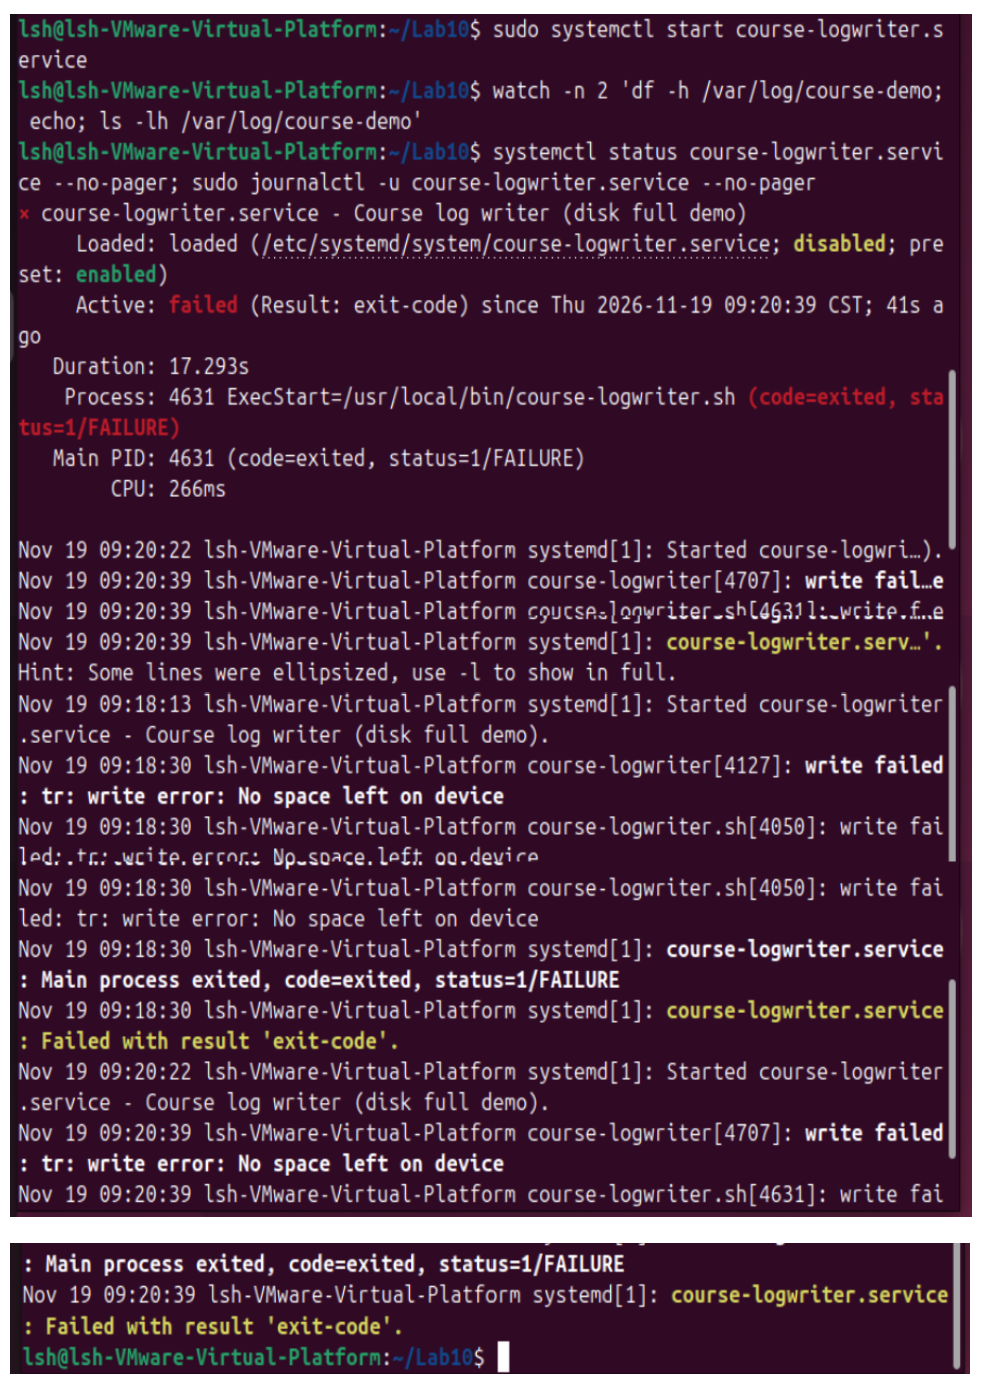 lsh@lsh-VMware-Virtual-Platform:~/Lab10$ sudo systemctl start course-logwriter.s
ervice
lsh@lsh-VMware-Virtual-Platform:~/Lab10$ watch -n 2 'df -h /var/log/course-demo;
 echo; ls -lh /var/log/course-demo'
lsh@lsh-VMware-Virtual-Platform:~/Lab10$ systemctl status course-logwriter.servi
ce --no-pager; sudo journalctl -u course-logwriter.service --no-pager
× course-logwriter.service - Course log writer (disk full demo)
     Loaded: loaded (/etc/systemd/system/course-logwriter.service; disabled; pre
set: enabled)
     Active: failed (Result: exit-code) since Thu 2026-11-19 09:20:39 CST; 41s a
go
   Duration: 17.293s
    Process: 4631 ExecStart=/usr/local/bin/course-logwriter.sh (code=exited, sta
tus=1/FAILURE)
   Main PID: 4631 (code=exited, status=1/FAILURE)
        CPU: 266ms

Nov 19 09:20:22 lsh-VMware-Virtual-Platform systemd[1]: Started course-logwri…).
Nov 19 09:20:39 lsh-VMware-Virtual-Platform course-logwriter[4707]: write fail…e
Nov 19 09:20:39 lsh-VMware-Virtual-Platform course-logwriter.sh[4631]: write f…e
Nov 19 09:20:39 lsh-VMware-Virtual-Platform systemd[1]: course-logwriter.serv…'.
Hint: Some lines were ellipsized, use -l to show in full.
Nov 19 09:18:13 lsh-VMware-Virtual-Platform systemd[1]: Started course-logwriter
.service - Course log writer (disk full demo).
Nov 19 09:18:30 lsh-VMware-Virtual-Platform course-logwriter[4127]: write failed
: tr: write error: No space left on device
Nov 19 09:18:30 lsh-VMware-Virtual-Platform course-logwriter.sh[4050]: write fai
led: tr: write error: No space left on device
Nov 19 09:18:30 lsh-VMware-Virtual-Platform course-logwriter.sh[4050]: write fai
led: tr: write error: No space left on device
Nov 19 09:18:30 lsh-VMware-Virtual-Platform systemd[1]: course-logwriter.service
: Main process exited, code=exited, status=1/FAILURE
Nov 19 09:18:30 lsh-VMware-Virtual-Platform systemd[1]: course-logwriter.service
: Failed with result 'exit-code'.
Nov 19 09:20:22 lsh-VMware-Virtual-Platform systemd[1]: Started course-logwriter
.service - Course log writer (disk full demo).
Nov 19 09:20:39 lsh-VMware-Virtual-Platform course-logwriter[4707]: write failed
: tr: write error: No space left on device
Nov 19 09:20:39 lsh-VMware-Virtual-Platform course-logwriter.sh[4631]: write fai
: Main process exited, code=exited, status=1/FAILURE
Nov 19 09:20:39 lsh-VMware-Virtual-Platform systemd[1]: course-logwriter.service
: Failed with result 'exit-code'.
lsh@lsh-VMware-Virtual-Platform:~/Lab10$